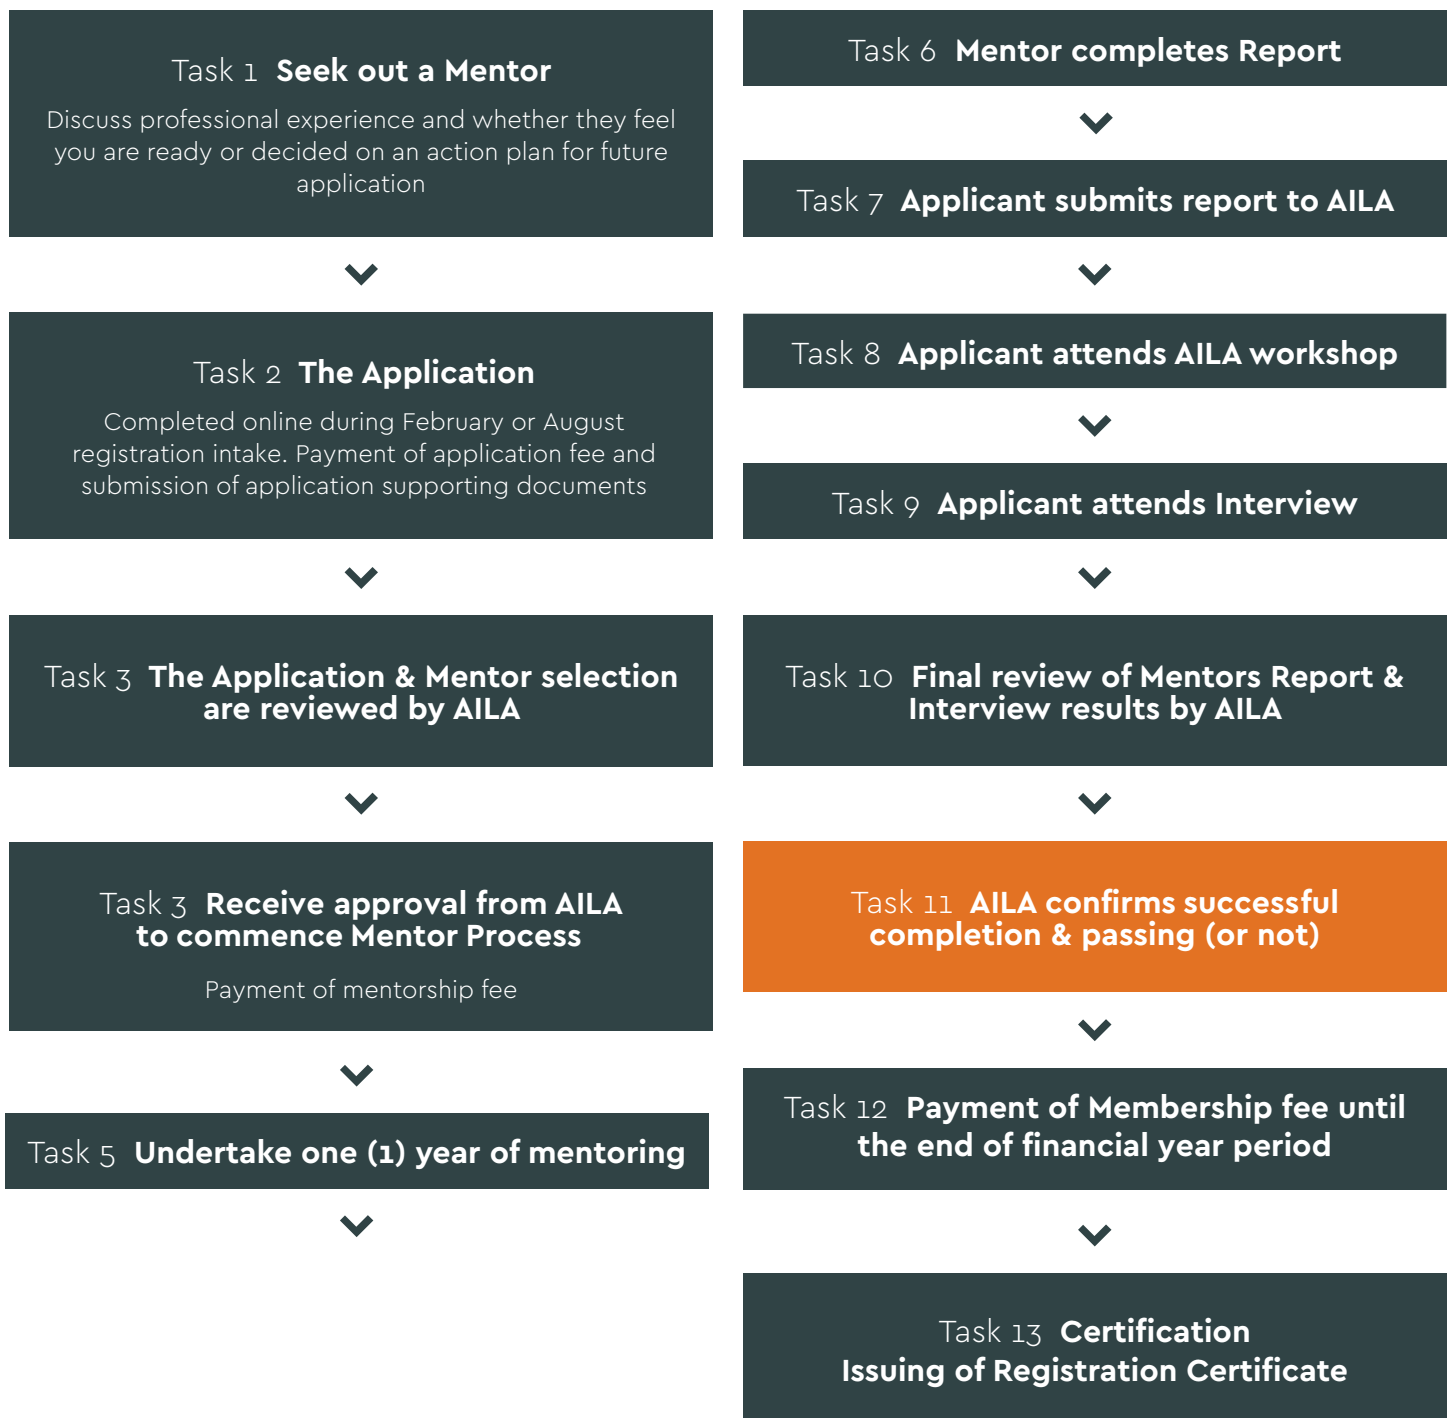 Task 1 Seek out a Mentor
Discuss professional experience and whether they feel
you are ready or decided on an action plan for future
application
Task 2 The Application
Completed online during February or August
registration intake. Payment of application fee and
submission of application supporting documents
Task 3 The Application & Mentor selection
are reviewed by AILA
Task 3 Receive approval from AILA
to commence Mentor Process
Payment of mentorship fee
Task 5 Undertake one (1) year of mentoring
Task 6 Mentor completes Report
Task 7 Applicant submits report to AILA
Task 8 Applicant attends AILA workshop
Task 9 Applicant attends Interview
Task 10 Final review of Mentors Report &
Interview results by AILA
Task 11 AILA confirms successful
completion & passing (or not)
Task 12 Payment of Membership fee until
the end of financial year period
Task 13 Certification
Issuing of Registration Certificate